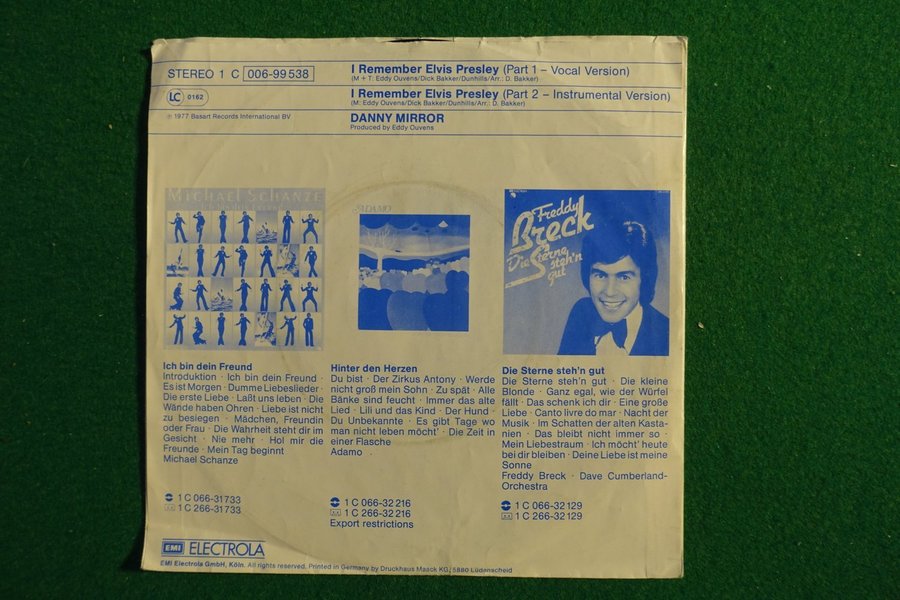 STEREO 1 C 006-99 538
LC 0162
℗ 1977 Basart Records International BV
I Remember Elvis Presley (Part 1 – Vocal Version)
(M + T: Eddy Ouvens/Dick Bakker/Dunhills/Arr.: D. Bakker)
I Remember Elvis Presley (Part 2 – Instrumental Version)
(M: Eddy Ouvens/Dick Bakker/Dunhills/Arr.: D. Bakker)
DANNY MIRROR
Produced by Eddy Ouvens
Michael Schanze
ADAMO
Freddy
Breck
Die Sterne
steh'n
gut
Ich bin dein Freund
Introduktion · Ich bin dein Freund ·
Es ist Morgen · Dumme Liebeslieder ·
Die erste Liebe · Laßt uns leben · Die
Wände haben Ohren · Liebe ist nicht
zu besiegen · Mädchen, Freundin
oder Frau · Die Wahrheit steht dir im
Gesicht · Nie mehr · Hol mir die
Freunde · Mein Tag beginnt
Michael Schanze
1 C 066-31 733
1 C 266-31 733
Hinter den Herzen
Du bist · Der Zirkus Antony · Werde
nicht groß mein Sohn · Zu spät · Alle
Bänke sind feucht · Immer das alte
Lied · Lili und das Kind · Der Hund ·
Du Unbekannte · Es gibt Tage wo
man nicht leben möcht' · Die Zeit in
einer Flasche
Adamo
1 C 066-32 216
1 C 266-32 216
Export restrictions
Die Sterne steh'n gut
Die Sterne steh'n gut · Die kleine
Blonde · Ganz egal, wie der Würfel
fällt · Das schenk ich dir · Eine große
Liebe · Canto livre do mar · Nacht der
Musik · Im Schatten der alten Kasta-
nien · Das bleibt nicht immer so ·
Mein Liebestraum · Ich möcht' heute
bei dir bleiben · Deine Liebe ist meine
Sonne
Freddy Breck · Dave Cumberland-
Orchestra
1 C 066-32 129
1 C 266-32 129
EMI ELECTROLA
EMI Electrola GmbH, Köln. All rights reserved. Printed in Germany by Druckhaus Maack KG, 5880 Lüdenscheid